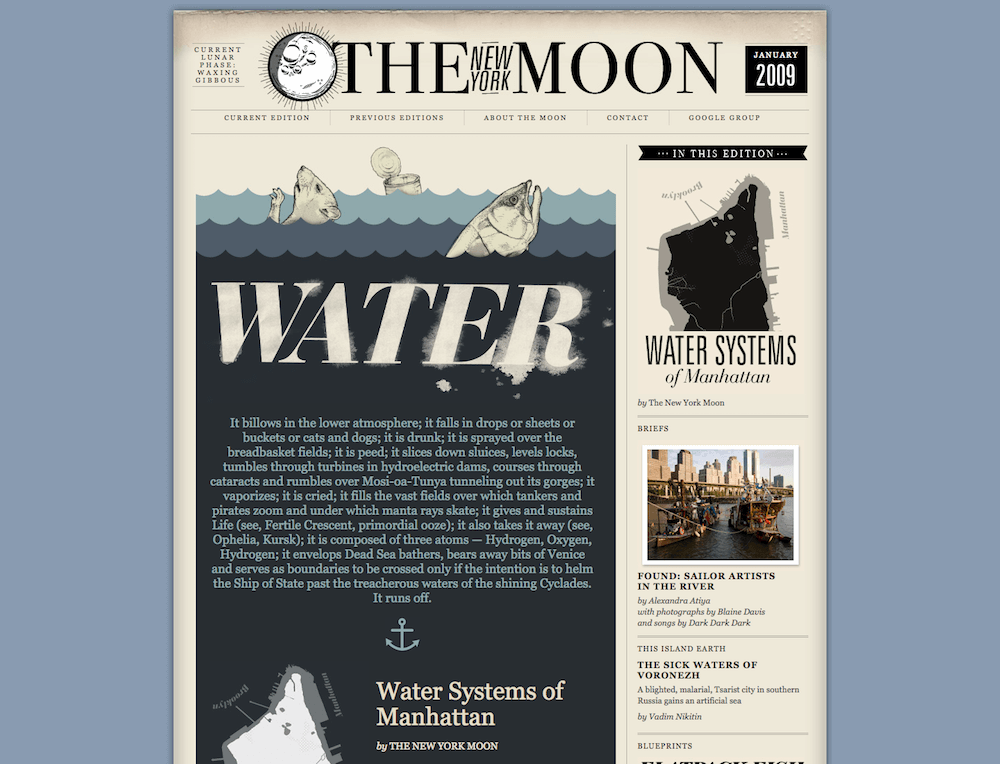 CURRENT
LUNAR
PHASE:
WAXING
GIBBOUS
THE NEW YORK MOON
JANUARY
2009
CURRENT EDITION
PREVIOUS EDITIONS
ABOUT THE MOON
CONTACT
GOOGLE GROUP
WATER
It billows in the lower atmosphere; it falls in drops or sheets or
buckets or cats and dogs; it is drunk; it is sprayed over the
breadbasket fields; it is peed; it slices down sluices, levels locks,
tumbles through turbines in hydroelectric dams, courses through
cataracts and rumbles over Mosi-oa-Tunya tunneling out its gorges; it
vaporizes; it is cried; it fills the vast fields over which tankers and
pirates zoom and under which manta rays skate; it gives and sustains
Life (see, Fertile Crescent, primordial ooze); it also takes it away (see,
Ophelia, Kursk); it is composed of three atoms — Hydrogen, Oxygen,
Hydrogen; it envelops Dead Sea bathers, bears away bits of Venice
and serves as boundaries to be crossed only if the intention is to helm
the Ship of State past the treacherous waters of the shining Cyclades.
It runs off.
Brooklyn
Manhattan
Water Systems of
Manhattan
by THE NEW YORK MOON
··· IN THIS EDITION ···
Brooklyn
Manhattan
WATER SYSTEMS
of Manhattan
by The New York Moon
BRIEFS
FOUND: SAILOR ARTISTS
IN THE RIVER
by Alexandra Atiya
with photographs by Blaine Davis
and songs by Dark Dark Dark
THIS ISLAND EARTH
THE SICK WATERS OF
VORONEZH
A blighted, malarial, Tsarist city in southern
Russia gains an artificial sea
by Vadim Nikitin
BLUEPRINTS